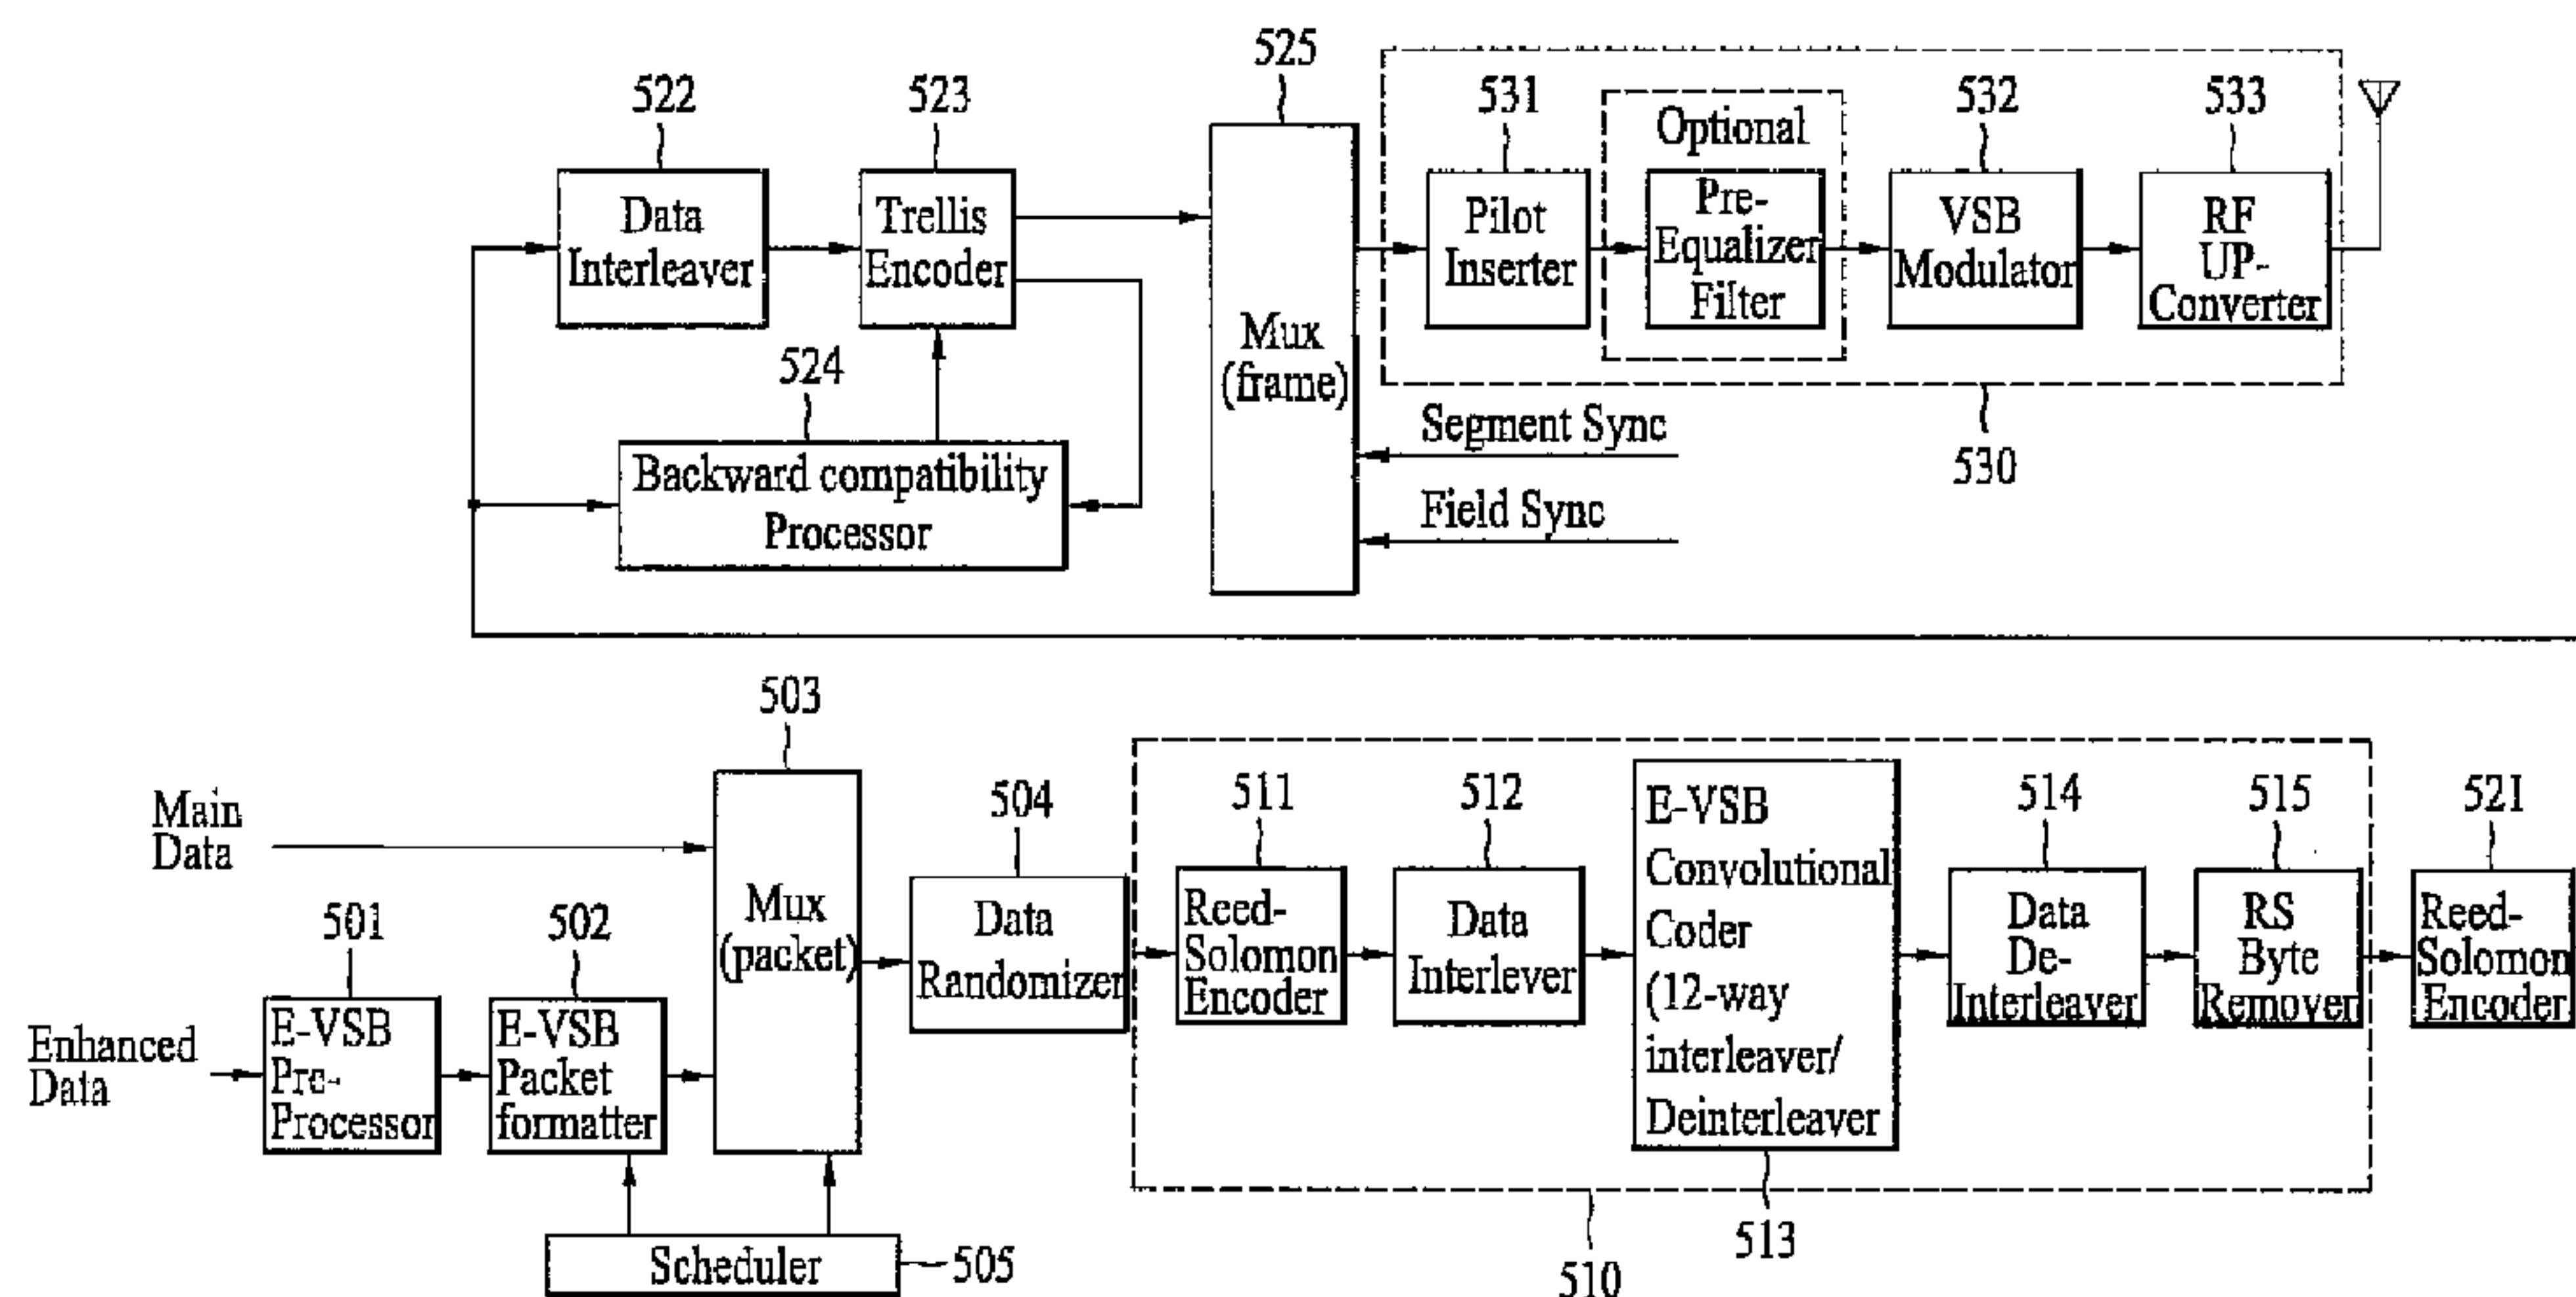 525
522
523
531
Optional
532
533
Data
Interleaver
Trellis
Encoder
Pilot
Inserter
Pre-
Equalizer
Filter
VSB
Modulator
RF
UP-
Converter
Mux
(frame)
524
Backward compatibility
Processor
Segment Sync
Field Sync
530
503
Main
Data
504
511
512
E-VSB
Convolutional
Coder
(12-way
interleaver/
Deinterleaver
514
515
521
501
502
Mux
(packet)
Data
Randomizer
Reed-
Solomon
Encoder
Data
Interlever
Data
De-
Interleaver
RS
Byte
Remover
Reed-
Solomon
Encoder
Enhanced
Data
E-VSB
Pre-
Processor
E-VSB
Packet
formatter
513
Scheduler
505
510